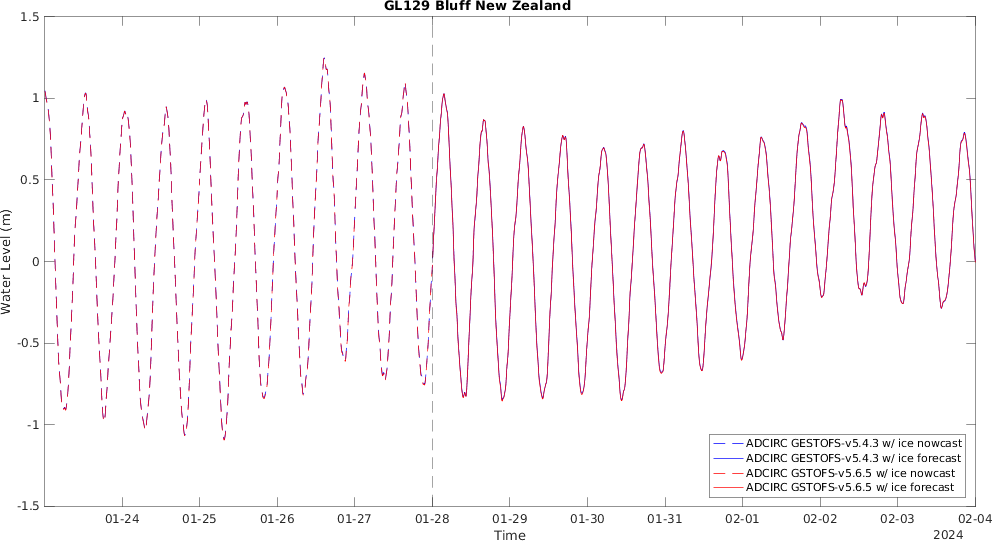 GL129 Bluff New Zealand
1.5
1
0.5
0
-0.5
-1
-1.5
Water Level (m)
01-24 01-25 01-26 01-27 01-28 01-29 01-30 01-31 02-01 02-02 02-03 02-04
Time
2024
ADCIRC GESTOFS-v5.4.3 w/ ice nowcast
ADCIRC GESTOFS-v5.4.3 w/ ice forecast
ADCIRC GSTOFS-v5.6.5 w/ ice nowcast
ADCIRC GSTOFS-v5.6.5 w/ ice forecast